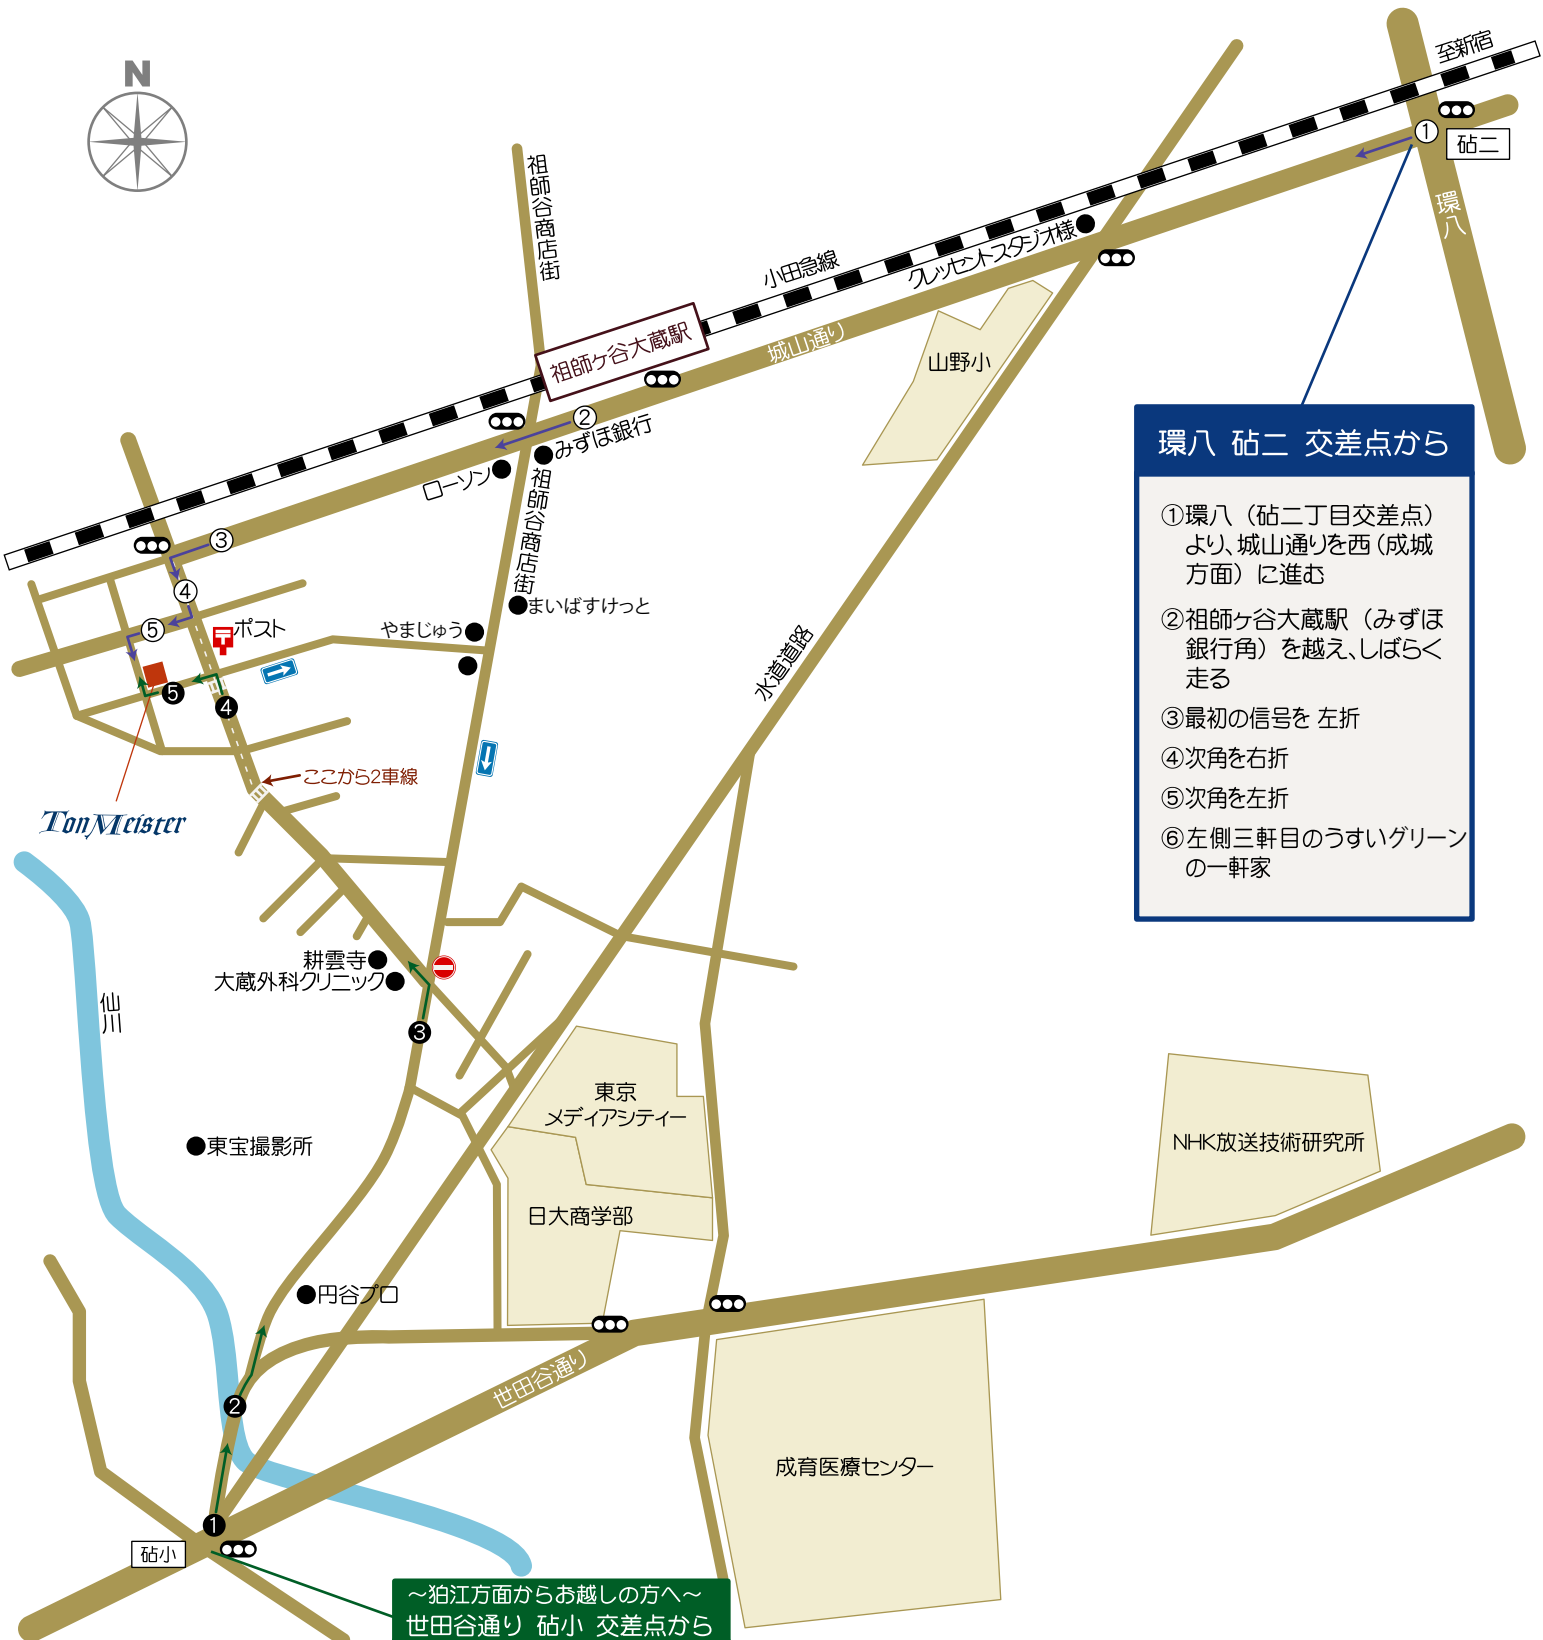 N
至新宿
①
砧二
環八
祖師谷商店街
小田急線
クレッセントスタジオ様
城山通り
祖師ヶ谷大蔵駅
山野小
②
みずほ銀行
ローソン
祖師谷商店街
③
④
⑤
ポスト
やまじゅう
まいばすけっと
水道道路
❺
❹
ここから2車線
TonMeister
環八 砧二 交差点から
①環八（砧二丁目交差点）
より、城山通りを西（成城
方面）に進む
②祖師ヶ谷大蔵駅（みずほ
銀行角）を越え、しばらく
走る
③最初の信号を 左折
④次角を右折
⑤次角を左折
⑥左側三軒目のうすいグリーン
の一軒家
耕雲寺
大蔵外科クリニック
仙川
❸
東京
メディアシティー
東宝撮影所
日大商学部
NHK放送技術研究所
円谷プロ
世田谷通り
❷
成育医療センター
❶
砧小
～狛江方面からお越しの方へ～
世田谷通り 砧小 交差点から